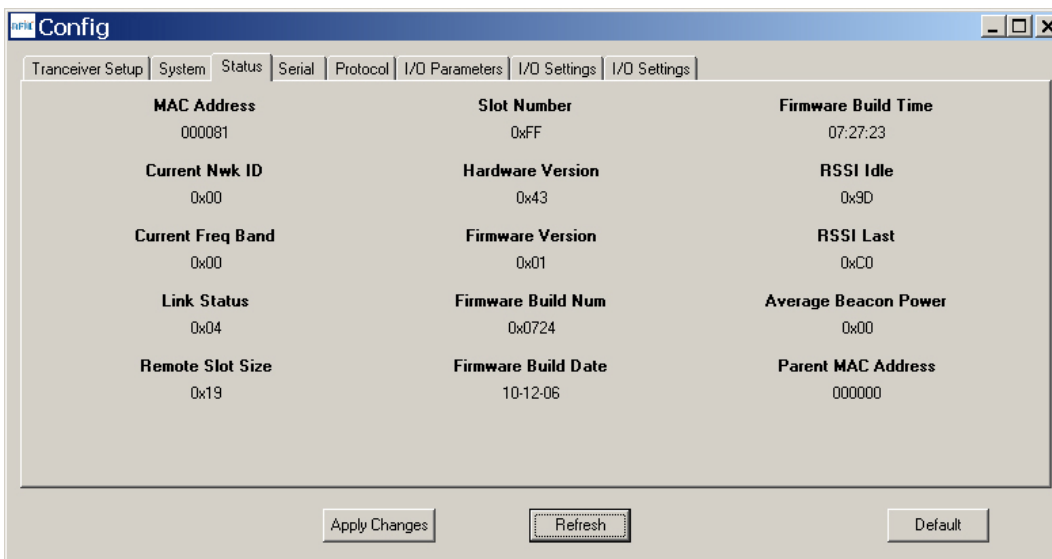 RFM Config
Tranceiver Setup System Status Serial Protocol I/O Parameters I/O Settings I/O Settings
MAC Address Slot Number Firmware Build Time
000081 0xFF 07:27:23
Current Nwk ID Hardware Version RSSI Idle
0x00 0x43 0x9D
Current Freq Band Firmware Version RSSI Last
0x00 0x01 0xC0
Link Status Firmware Build Num Average Beacon Power
0x04 0x0724 0x00
Remote Slot Size Firmware Build Date Parent MAC Address
0x19 10-12-06 000000
Apply Changes Refresh Default